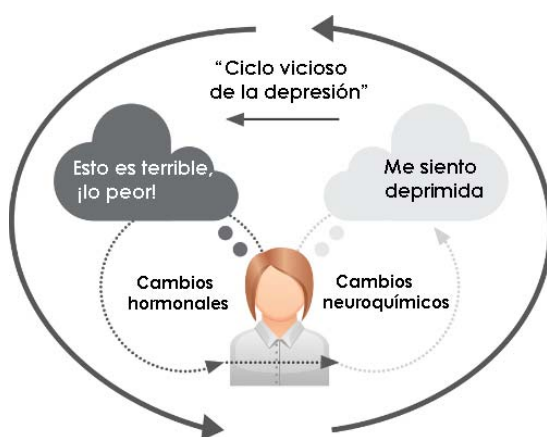 “Ciclo vicioso
de la depresión”
Esto es terrible,
¡lo peor!
Me siento
deprimida
Cambios
hormonales
Cambios
neuroquímicos